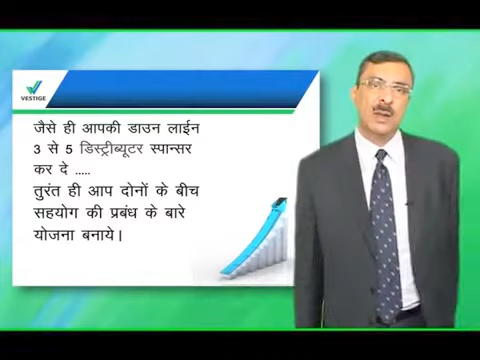 VESTIGE
जैसे ही आपकी डाउन लाईन
3 से 5 डिस्ट्रीब्यूटर स्पान्सर
कर दे .....
तुरंत ही आप दोनों के बीच
सहयोग की प्रबंध के बारे
योजना बनाये।